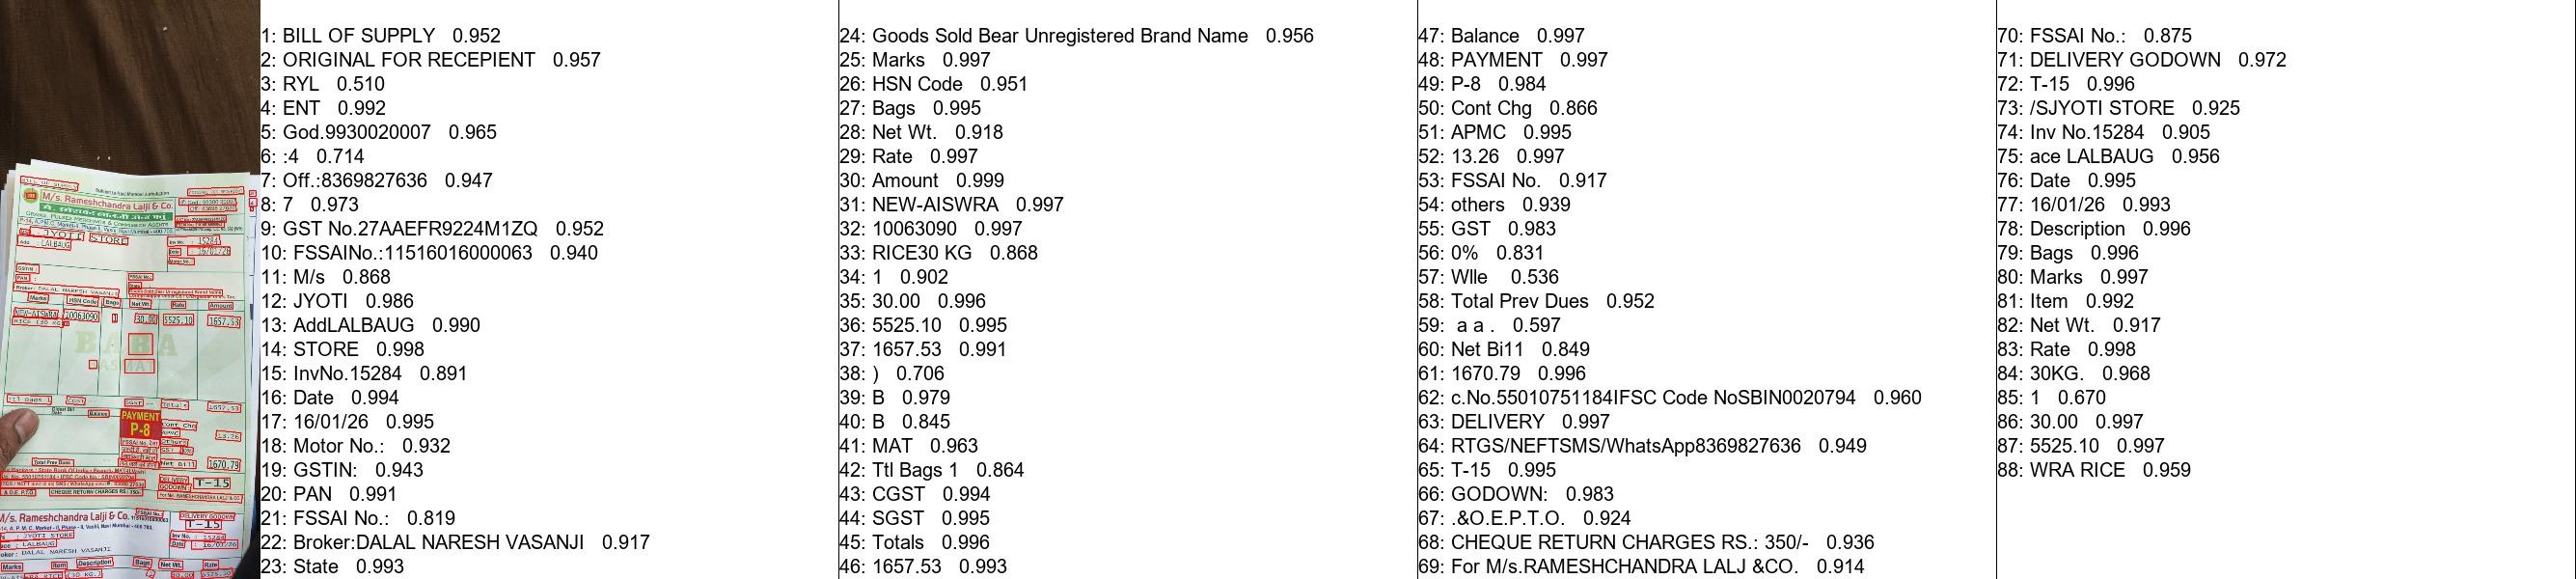 1: BILL OF SUPPLY 0.952
2: ORIGINAL FOR RECEPIENT 0.957
3: RYL 0.510
4: ENT 0.992
5: God.9930020007 0.965
6: :4 0.714
7: Off.:8369827636 0.947
8: 7 0.973
9: GST No.27AAEFR9224M1ZQ 0.952
10: FSSAINo.:11516016000063 0.940
11: M/s 0.868
12: JYOTI 0.986
13: AddLALBAUG 0.990
14: STORE 0.998
15: InvNo.15284 0.891
16: Date 0.994
17: 16/01/26 0.995
18: Motor No.: 0.932
19: GSTIN: 0.943
20: PAN 0.991
21: FSSAI No.: 0.819
22: Broker:DALAL NARESH VASANJI 0.917
23: State 0.993
24: Goods Sold Bear Unregistered Brand Name 0.956
25: Marks 0.997
26: HSN Code 0.951
27: Bags 0.995
28: Net Wt. 0.918
29: Rate 0.997
30: Amount 0.999
31: NEW-AISWRA 0.997
32: 10063090 0.997
33: RICE30 KG 0.868
34: 1 0.902
35: 30.00 0.996
36: 5525.10 0.995
37: 1657.53 0.991
38: ) 0.706
39: B 0.979
40: B 0.845
41: MAT 0.963
42: Ttl Bags 1 0.864
43: CGST 0.994
44: SGST 0.995
45: Totals 0.996
46: 1657.53 0.993
47: Balance 0.997
48: PAYMENT 0.997
49: P-8 0.984
50: Cont Chg 0.866
51: APMC 0.995
52: 13.26 0.997
53: FSSAI No. 0.917
54: others 0.939
55: GST 0.983
56: 0% 0.831
57: Wlle 0.536
58: Total Prev Dues 0.952
59: a a . 0.597
60: Net Bi11 0.849
61: 1670.79 0.996
62: c.No.55010751184IFSC Code NoSBIN0020794 0.960
63: DELIVERY 0.997
64: RTGS/NEFTSMS/WhatsApp8369827636 0.949
65: T-15 0.995
66: GODOWN: 0.983
67: .&O.E.P.T.O. 0.924
68: CHEQUE RETURN CHARGES RS.: 350/- 0.936
69: For M/s.RAMESHCHANDRA LALJ &CO. 0.914
70: FSSAI No.: 0.875
71: DELIVERY GODOWN 0.972
72: T-15 0.996
73: /SJYOTI STORE 0.925
74: Inv No.15284 0.905
75: ace LALBAUG 0.956
76: Date 0.995
77: 16/01/26 0.993
78: Description 0.996
79: Bags 0.996
80: Marks 0.997
81: Item 0.992
82: Net Wt. 0.917
83: Rate 0.998
84: 30KG. 0.968
85: 1 0.670
86: 30.00 0.997
87: 5525.10 0.997
88: WRA RICE 0.959